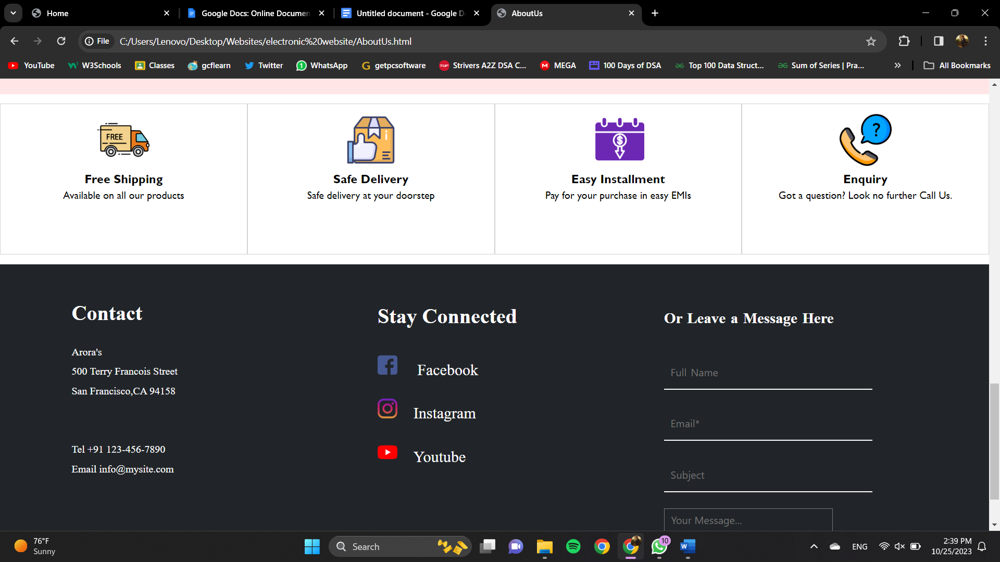 Home
Google Docs: Online Documen
Untitled document - Google D
AboutUs
File
C:/Users/Lenovo/Desktop/Websites/electronic%20website/AboutUs.html
YouTube
W3Schools
Classes
gcflearn
Twitter
1
WhatsApp
getpcsoftware
TUF
Strivers A2Z DSA C...
M
MEGA
100 Days of DSA
Top 100 Data Struct...
Sum of Series | Pra...
All Bookmarks
FREE
?
Free Shipping
Safe Delivery
Easy Installment
Enquiry
Available on all our products
Safe delivery at your doorstep
Pay for your purchase in easy EMIs
Got a question? Look no further Call Us.
Contact
Arora's
500 Terry Francois Street
San Francisco,CA 94158
Tel +91 123-456-7890
Email info@mysite.com
Stay Connected
Facebook
Instagram
Youtube
Or Leave a Message Here
Full Name
Email*
Subject
Your Message...
76°F
Sunny
Search
10
W
ENG
2:39 PM
10/25/2023